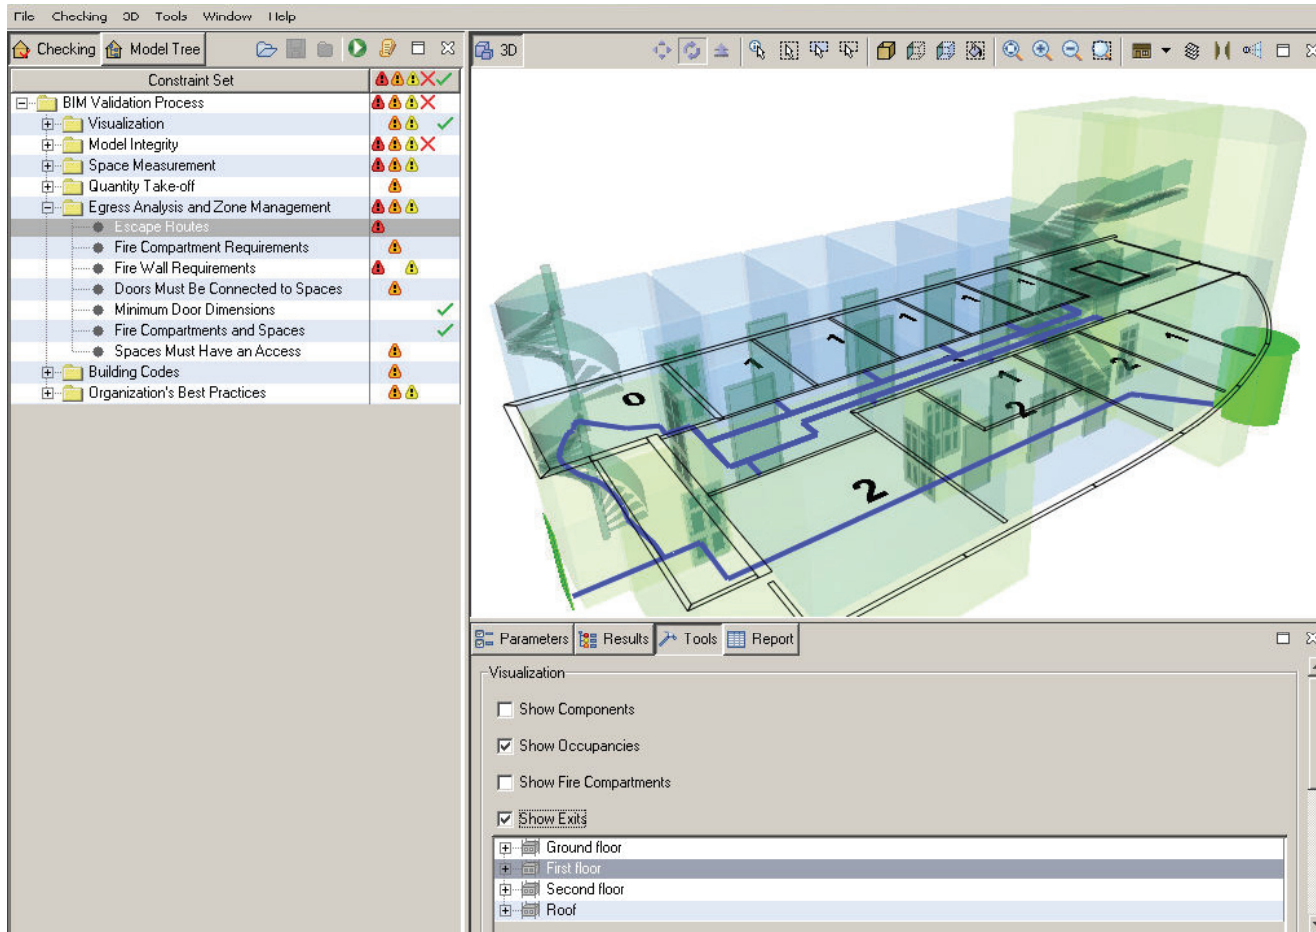 File Checking 3D Tools Window Help
Checking Model Tree
Constraint Set
BIM Validation Process
Visualization
Model Integrity
Space Measurement
Quantity Take-off
Egress Analysis and Zone Management
Escape Routes
Fire Compartment Requirements
Fire Wall Requirements
Doors Must Be Connected to Spaces
Minimum Door Dimensions
Fire Compartments and Spaces
Spaces Must Have an Access
Building Codes
Organization's Best Practices
3D
1
1
1
1
1
1
1
2
1
2
0
2
Parameters Results Tools Report
Visualization
Show Components
Show Occupancies
Show Fire Compartments
Show Exits
Ground floor
First floor
Second floor
Roof